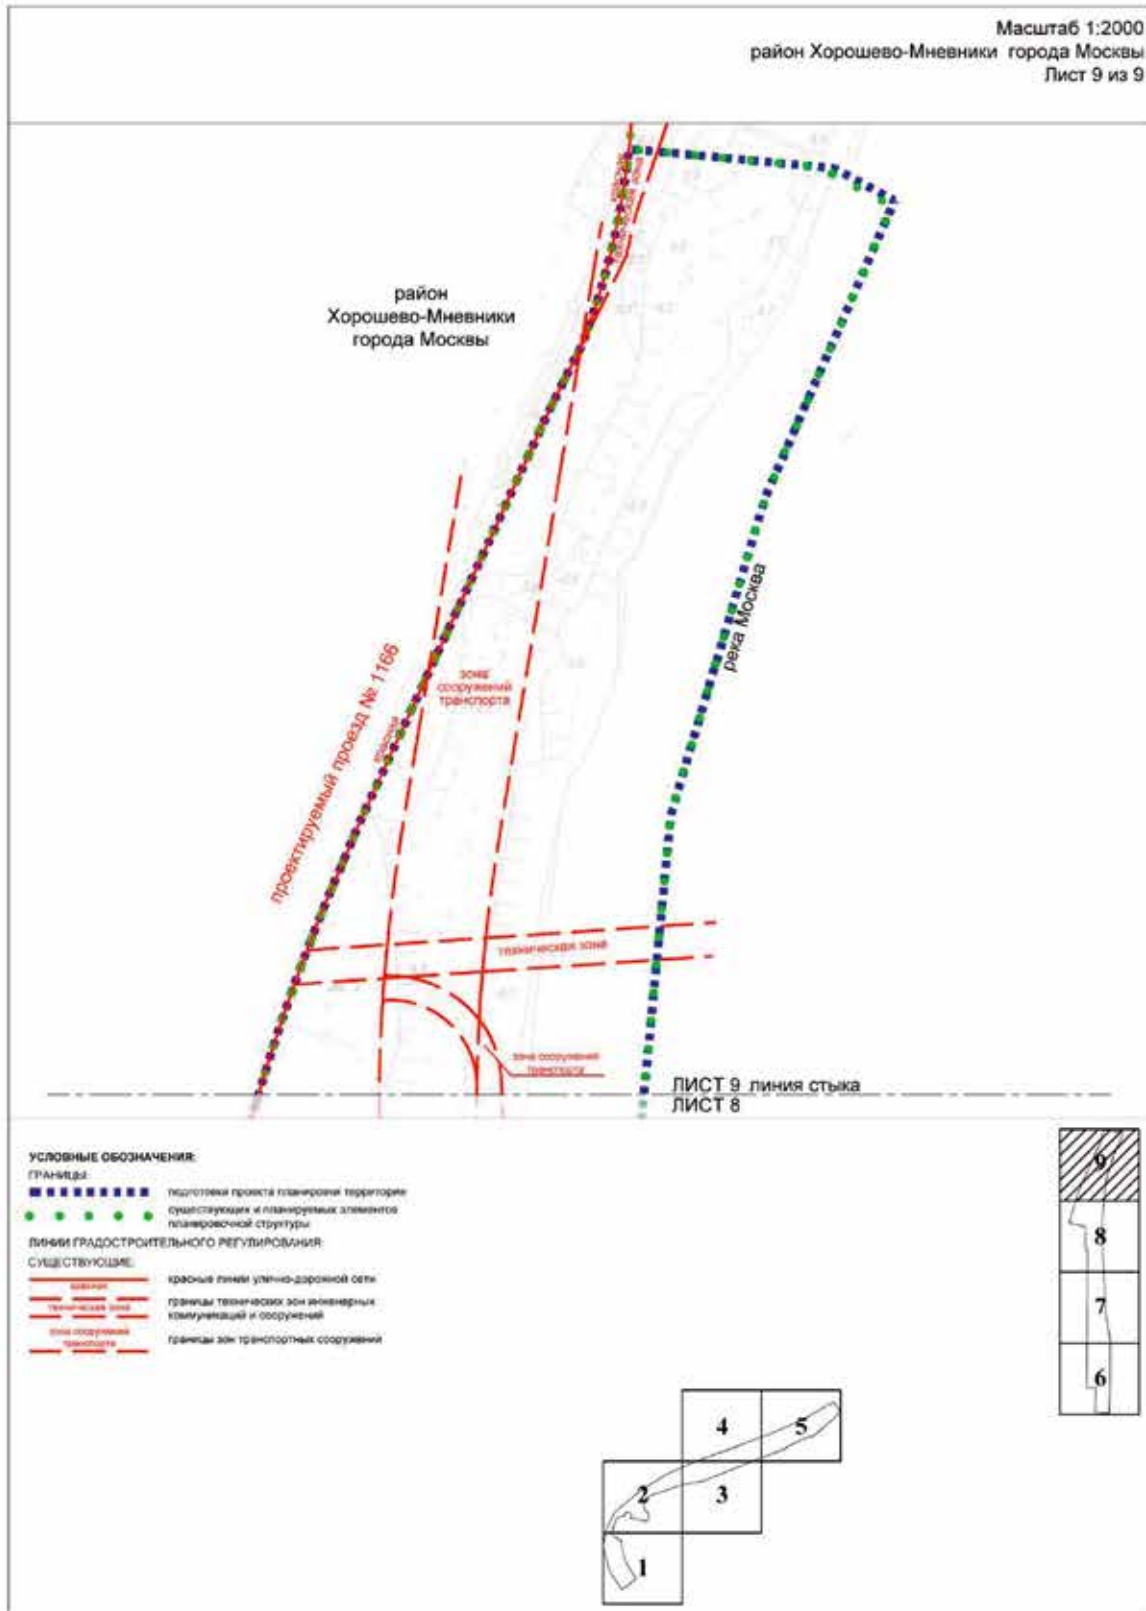 Масштаб 1:2000
район Хорошево-Мневники города Москвы
Лист 9 из 9
техническая зона
район
Хорошево-Мневники
города Москвы
река Москва
зона
сооружений
транспорта
проектируемый проезд № 1166
красная
техническая зона
зона сооружения
транспорта
ЛИСТ 9 линия стыка
ЛИСТ 8
УСЛОВНЫЕ ОБОЗНАЧЕНИЯ:
ГРАНИЦЫ:
подготовки проекта планировки территории
существующих и планируемых элементов
планировочной структуры
ЛИНИИ ГРАДОСТРОИТЕЛЬНОГО РЕГУЛИРОВАНИЯ:
СУЩЕСТВУЮЩИЕ:
красная
красные линии улично-дорожной сети
техническая зона
границы технических зон инженерных
коммуникаций и сооружений
зона сооружений
транспорта
границы зон транспортных сооружений
9
8
7
6
4
5
2
3
1